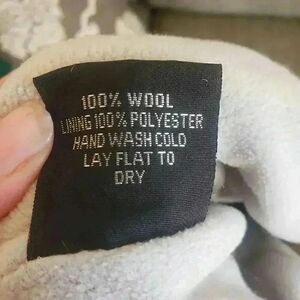 100% WOOL
LINING 100% POLYESTER
HAND WASH COLD
LAY FLAT TO
DRY